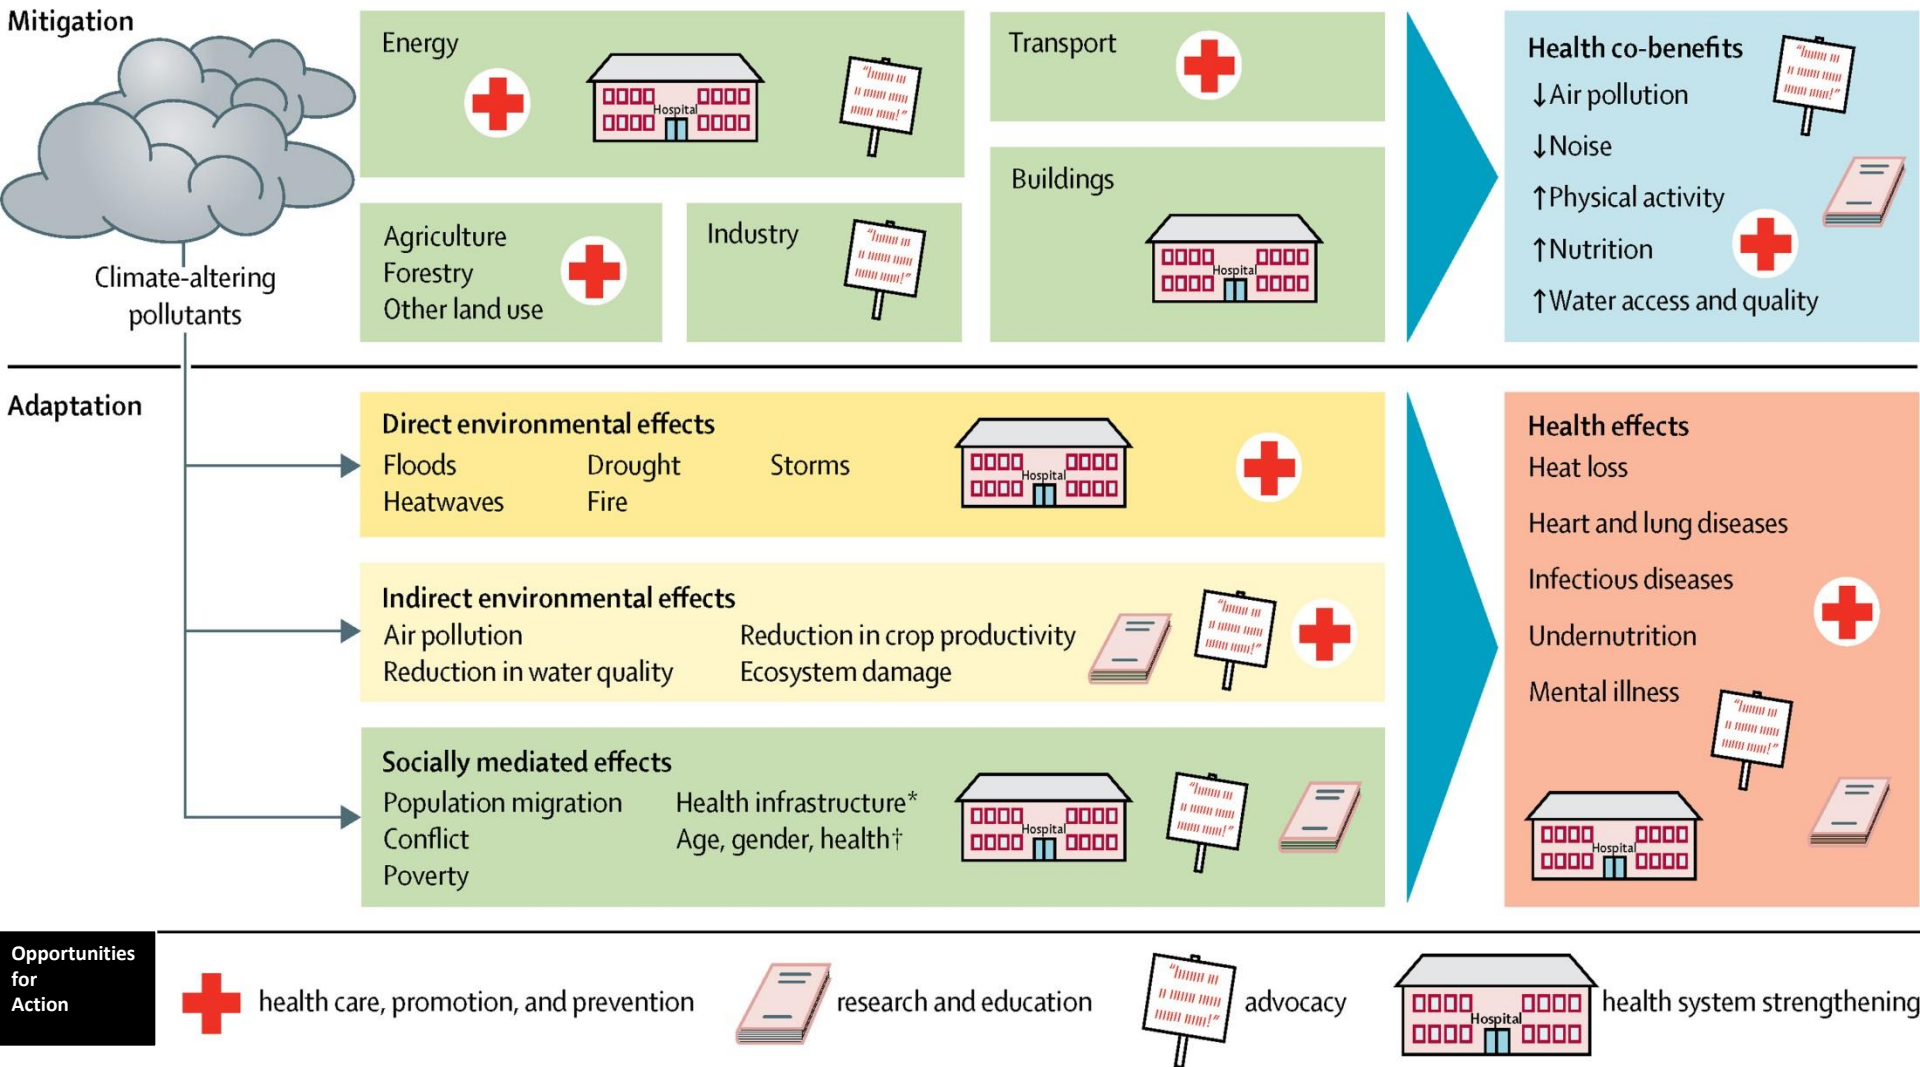 Mitigation
Climate-altering
pollutants
Energy
Hospital
Transport
Agriculture
Forestry
Other land use
Industry
Buildings
Hospital
Health co-benefits
↓Air pollution
↓Noise
↑Physical activity
↑Nutrition
↑Water access and quality
Adaptation
Direct environmental effects
Floods Drought Storms
Heatwaves Fire
Hospital
Indirect environmental effects
Air pollution Reduction in crop productivity
Reduction in water quality Ecosystem damage
Socially mediated effects
Population migration Health infrastructure*
Conflict Age, gender, health†
Poverty
Hospital
Health effects
Heat loss
Heart and lung diseases
Infectious diseases
Undernutrition
Mental illness
Hospital
Opportunities
for
Action
health care, promotion, and prevention
research and education
advocacy
Hospital
health system strengthening